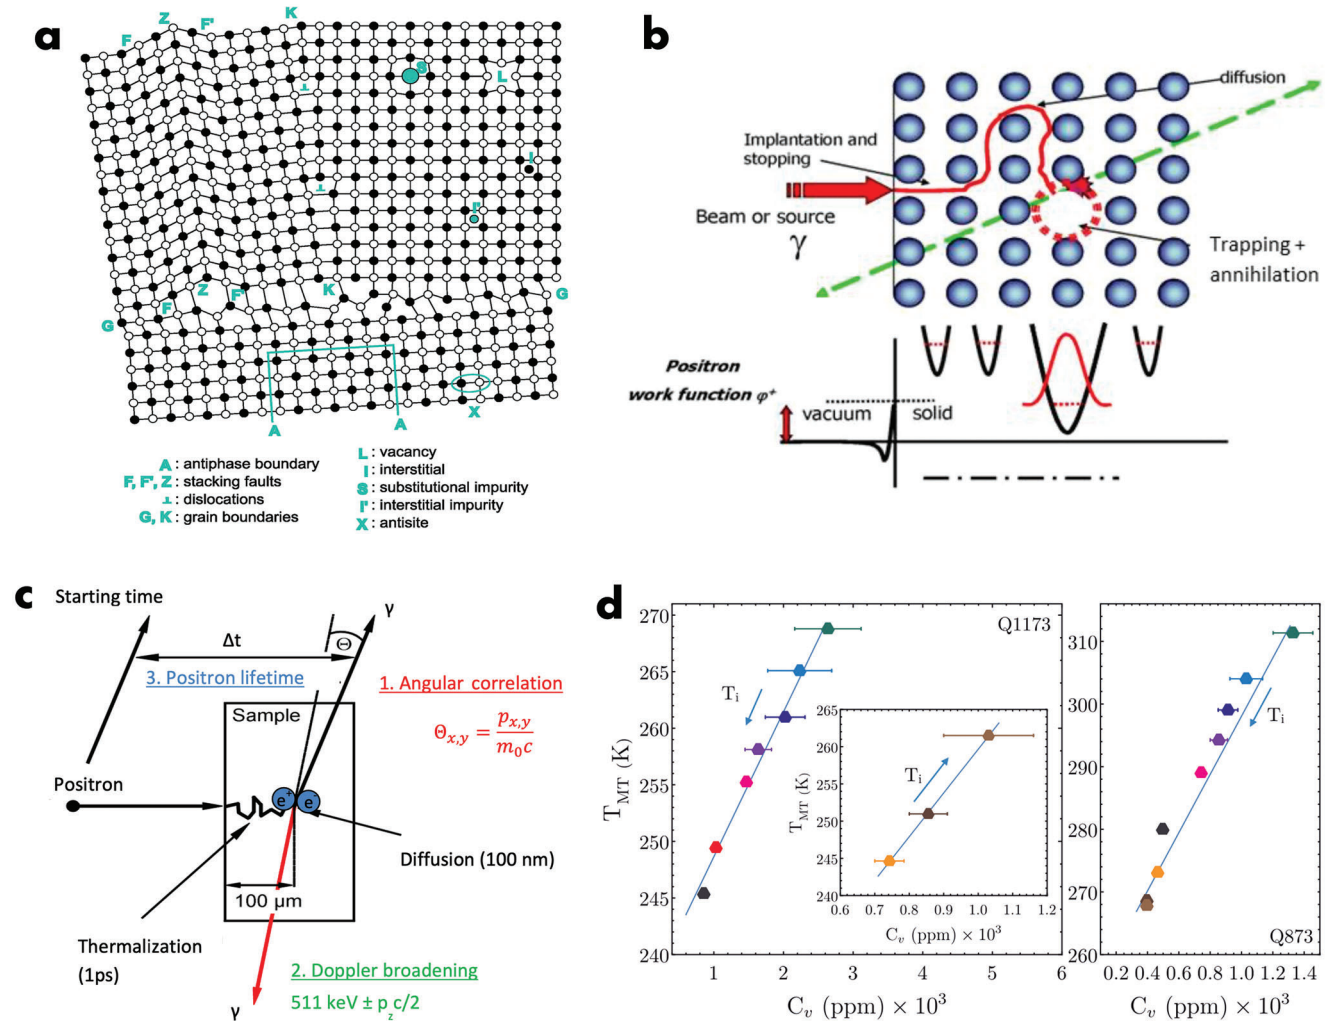 a
Z
F'
K
F
S
L
⊥
I
⊥
I'
Z
F'
K
F
G
G
A
A
X
A : antiphase boundary
F, F', Z : stacking faults
⊥ : dislocations
G, K : grain boundaries
L : vacancy
I : interstitial
S : substitutional impurity
I' : interstitial impurity
X : antisite
b
diffusion
Implantation and
stopping
Beam or source
γ
Trapping +
annihilation
Positron
work function φ⁺
vacuum
solid
c
Starting time
γ
Δt
Θ
3. Positron lifetime
1. Angular correlation
Sample
Θx,y = px,y / m0c
Positron
e⁺
e⁻
Diffusion (100 nm)
100 μm
Thermalization
(1ps)
2. Doppler broadening
511 keV ± pz c/2
γ
d
270
265
260
255
250
245
240
TMT (K)
Q1173
Ti
1
2
3
4
5
6
Cv (ppm) × 10³
265
260
255
250
245
240
TMT (K)
Ti
0.6
0.7
0.8
0.9
1.0
1.1
1.2
Cv (ppm) × 10³
310
300
290
280
270
260
Ti
Q873
0.2
0.4
0.6
0.8
1.0
1.2
1.4
Cv (ppm) × 10³